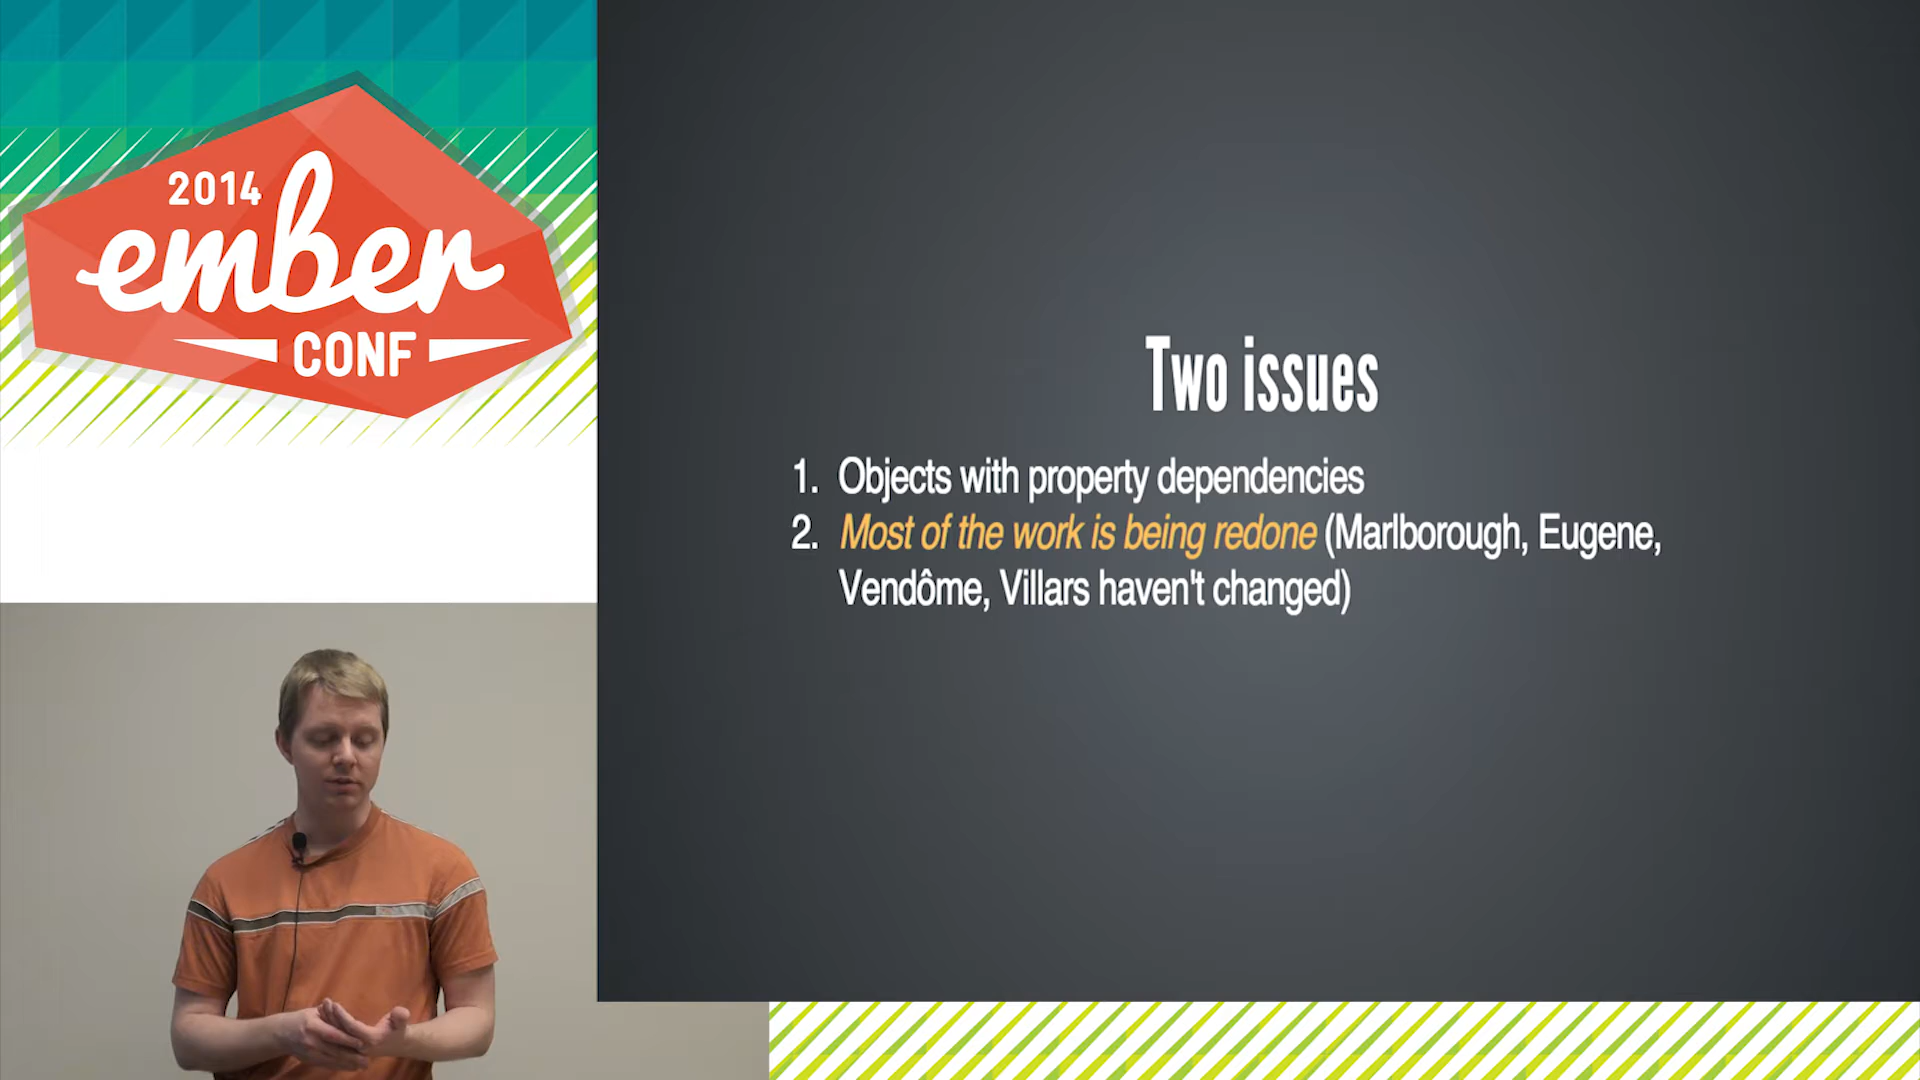 2014
ember
CONF
Two issues
1. Objects with property dependencies
2. Most of the work is being redone (Marlborough, Eugene,
Vendôme, Villars haven't changed)